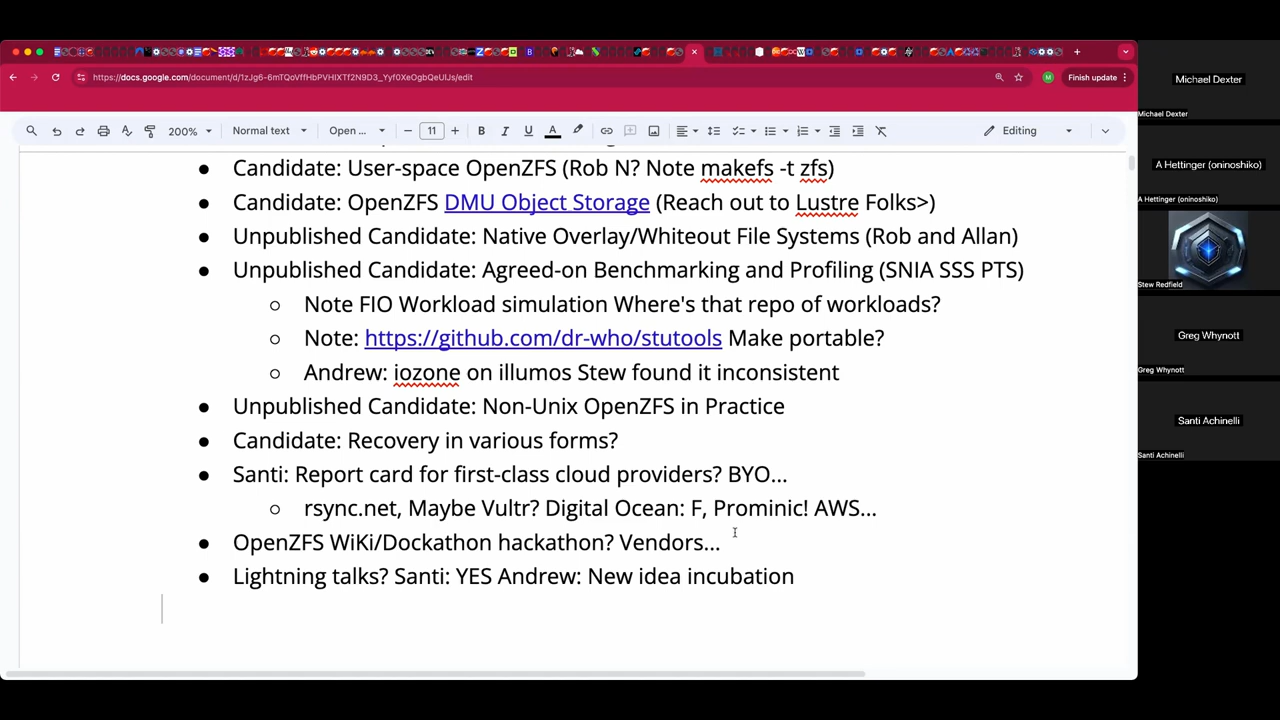 https://docs.google.com/document/d/1zJg6-6mTQoVffHbPVHIXTf2N9D3_Yyf0XeOgbQeUIJs/edit
Finish update
200%
Normal text
Open ...
11
Editing
Candidate: User-space OpenZFS (Rob N? Note makefs -t zfs)
Candidate: OpenZFS DMU Object Storage (Reach out to Lustre Folks>)
Unpublished Candidate: Native Overlay/Whiteout File Systems (Rob and Allan)
Unpublished Candidate: Agreed-on Benchmarking and Profiling (SNIA SSS PTS)
Note FIO Workload simulation Where's that repo of workloads?
Note: https://github.com/dr-who/stutools Make portable?
Andrew: iozone on illumos Stew found it inconsistent
Unpublished Candidate: Non-Unix OpenZFS in Practice
Candidate: Recovery in various forms?
Santi: Report card for first-class cloud providers? BYO...
rsync.net, Maybe Vultr? Digital Ocean: F, Prominic! AWS...
OpenZFS WiKi/Dockathon hackathon? Vendors...
Lightning talks? Santi: YES Andrew: New idea incubation
Michael Dexter
Michael Dexter
A Hettinger (oninoshiko)
A Hettinger (oninoshiko)
Stew Redfield
Greg Whynott
Greg Whynott
Santi Achinelli
Santi Achinelli